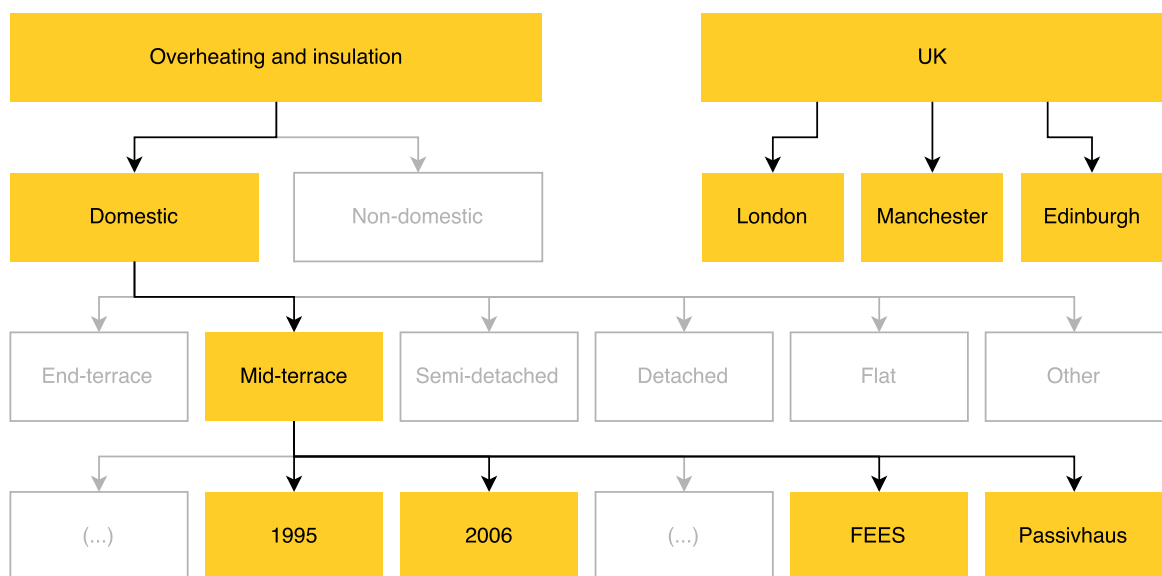 Overheating and insulation
UK
Domestic
Non-domestic
London
Manchester
Edinburgh
End-terrace
Mid-terrace
Semi-detached
Detached
Flat
Other
(...)
1995
2006
(...)
FEES
Passivhaus